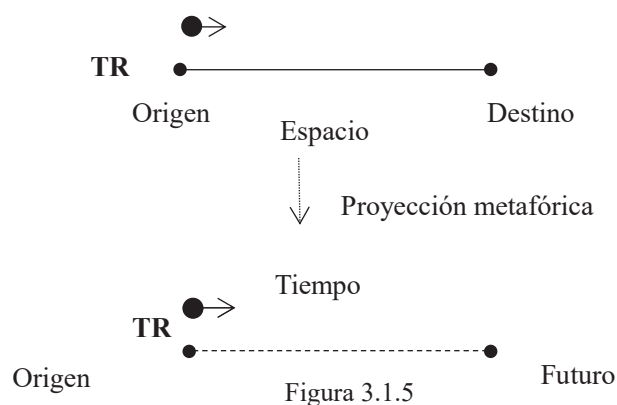 TR
Origen Espacio Destino
Proyección metafórica
Tiempo
TR
Origen Figura 3.1.5 Futuro